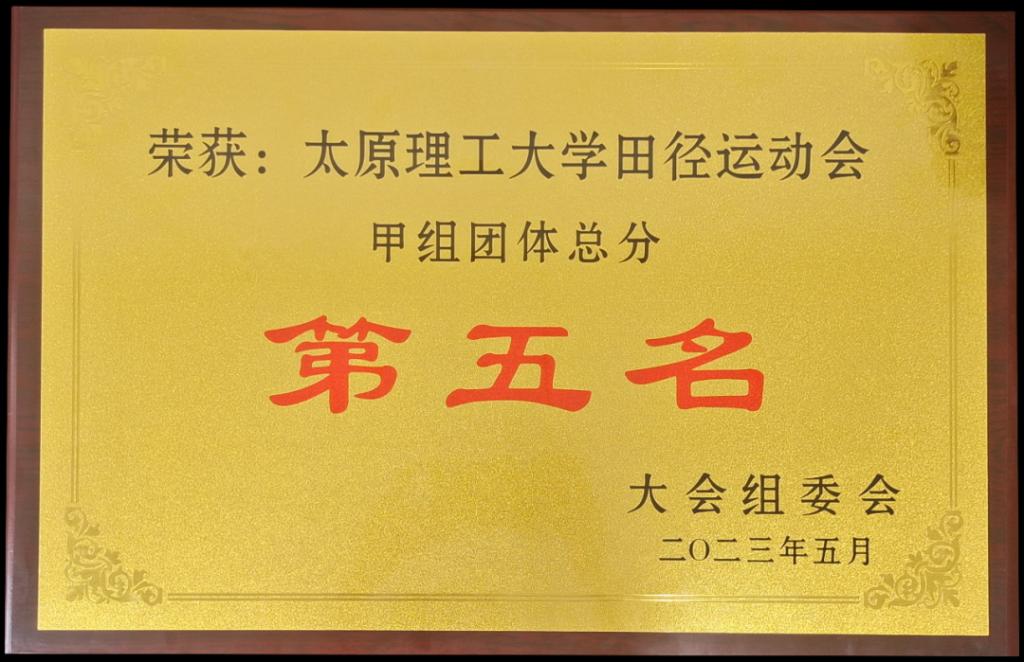 荣获：太原理工大学田径运动会
甲组团体总分
第五名
大会组委会
二〇二三年五月